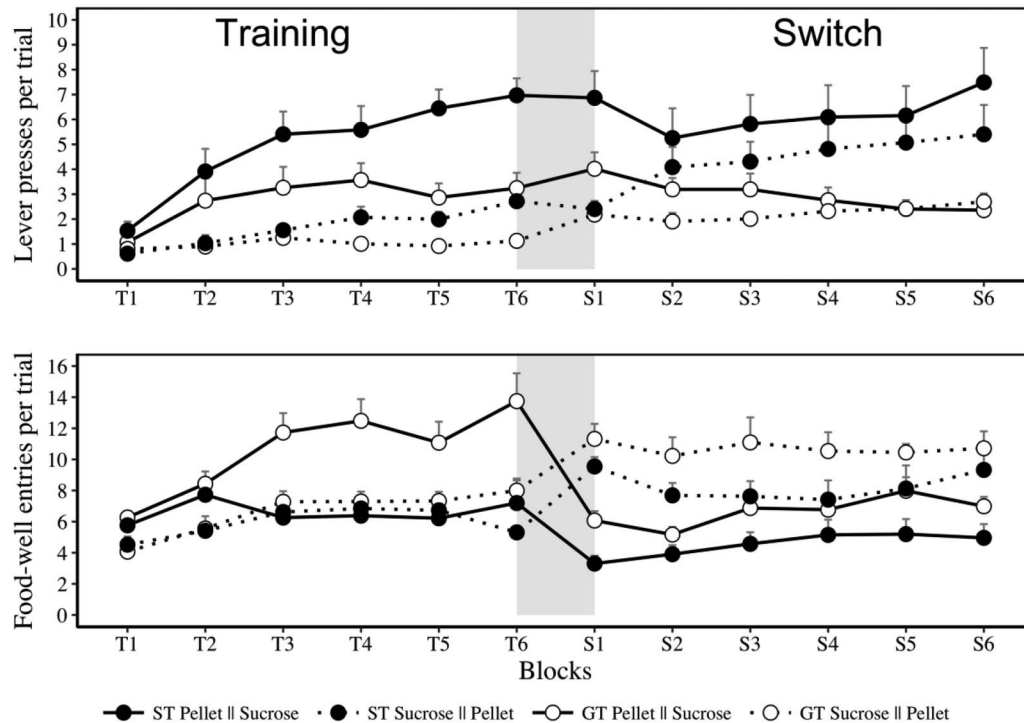 Training Switch
Lever presses per trial
10
9
8
7
6
5
4
3
2
1
0
T1 T2 T3 T4 T5 T6 S1 S2 S3 S4 S5 S6
Food-well entries per trial
16
14
12
10
8
6
4
2
0
T1 T2 T3 T4 T5 T6 S1 S2 S3 S4 S5 S6
Blocks
ST Pellet || Sucrose ST Sucrose || Pellet GT Pellet || Sucrose GT Sucrose || Pellet